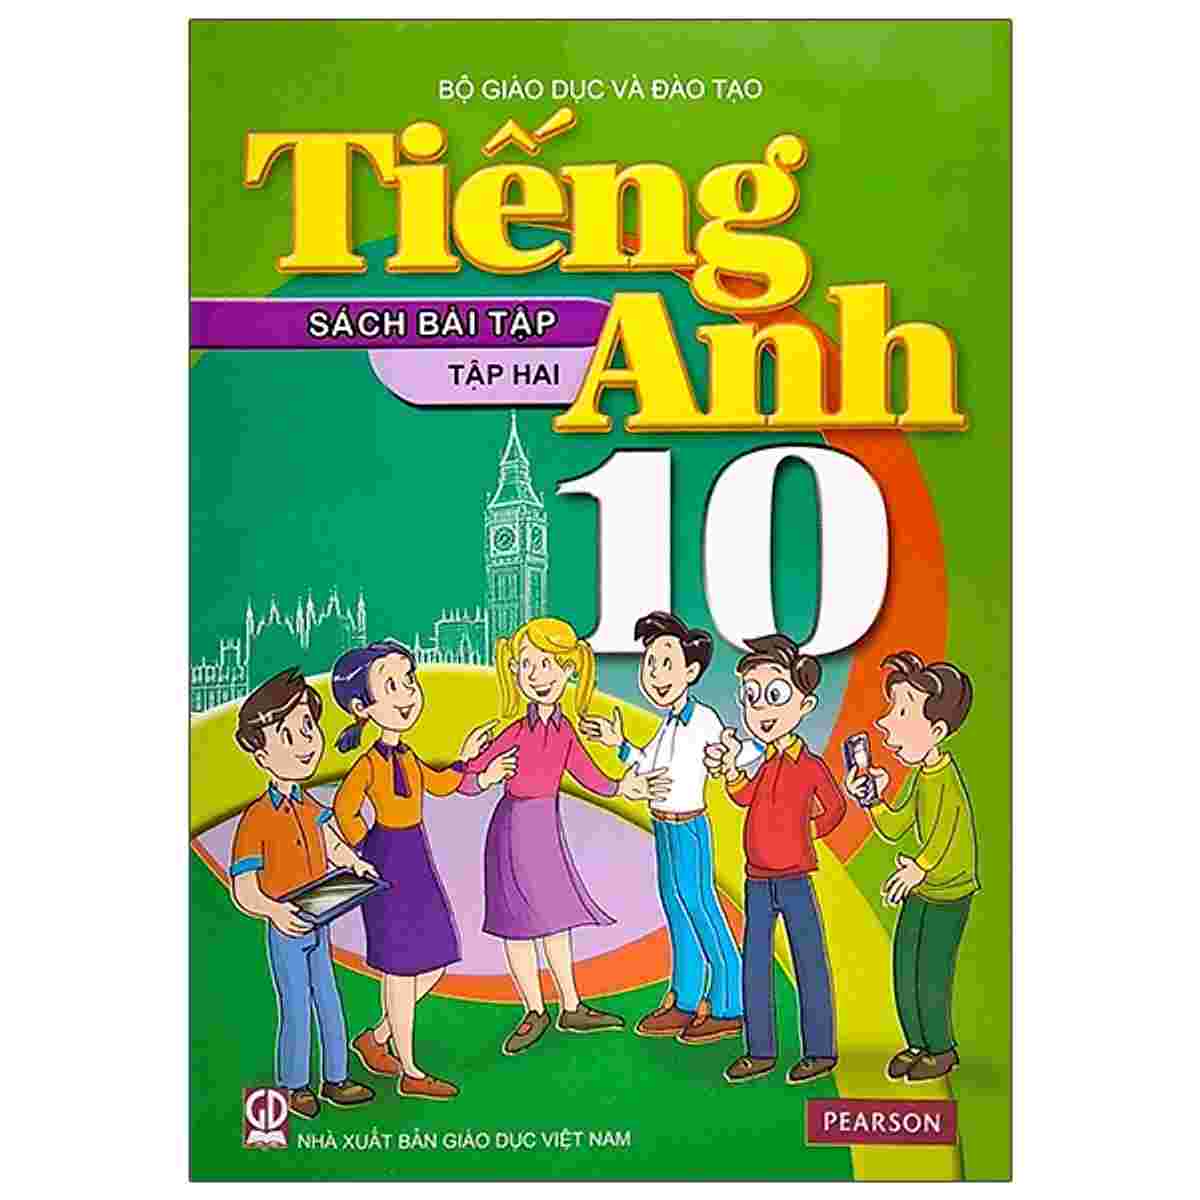 BỘ GIÁO DỤC VÀ ĐÀO TẠO
Tiếng
Anh
SÁCH BÀI TẬP
TẬP HAI
10
GD
NHÀ XUẤT BẢN GIÁO DỤC VIỆT NAM
PEARSON